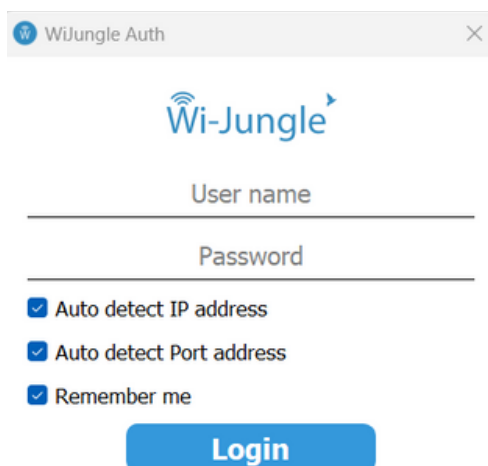 WiJungle Auth
Wi-Jungle
User name
Password
Auto detect IP address
Auto detect Port address
Remember me
Login